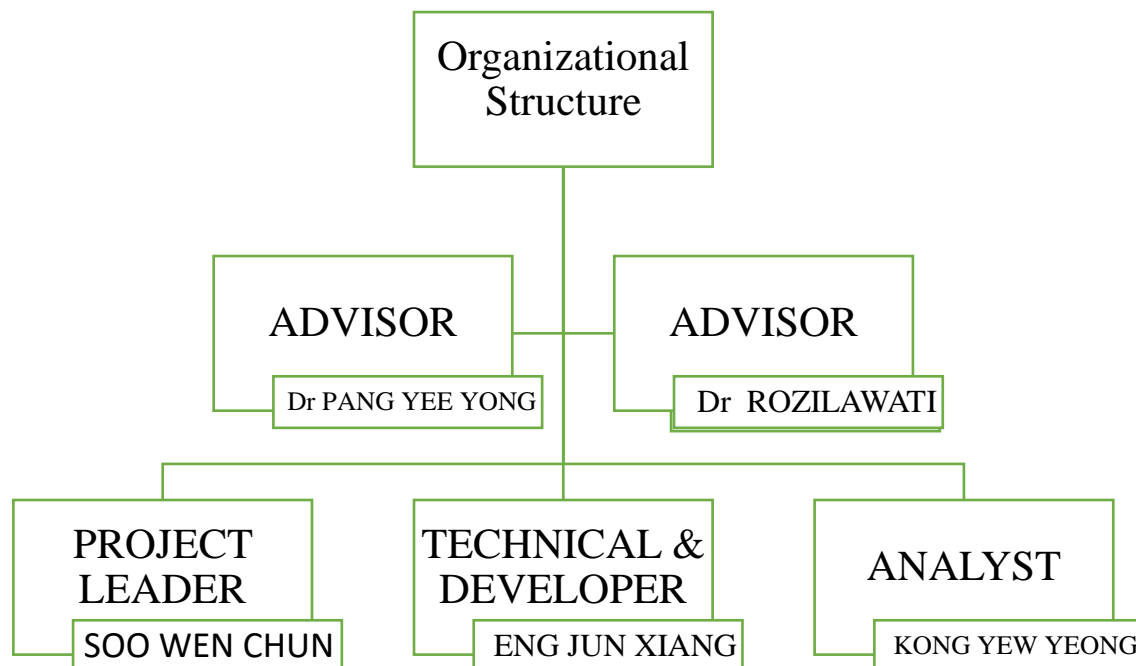 Organizational
Structure
ADVISOR
Dr PANG YEE YONG
ADVISOR
Dr  ROZILAWATI
PROJECT
LEADER
SOO WEN CHUN
TECHNICAL &
DEVELOPER
ENG JUN XIANG
ANALYST
KONG YEW YEONG